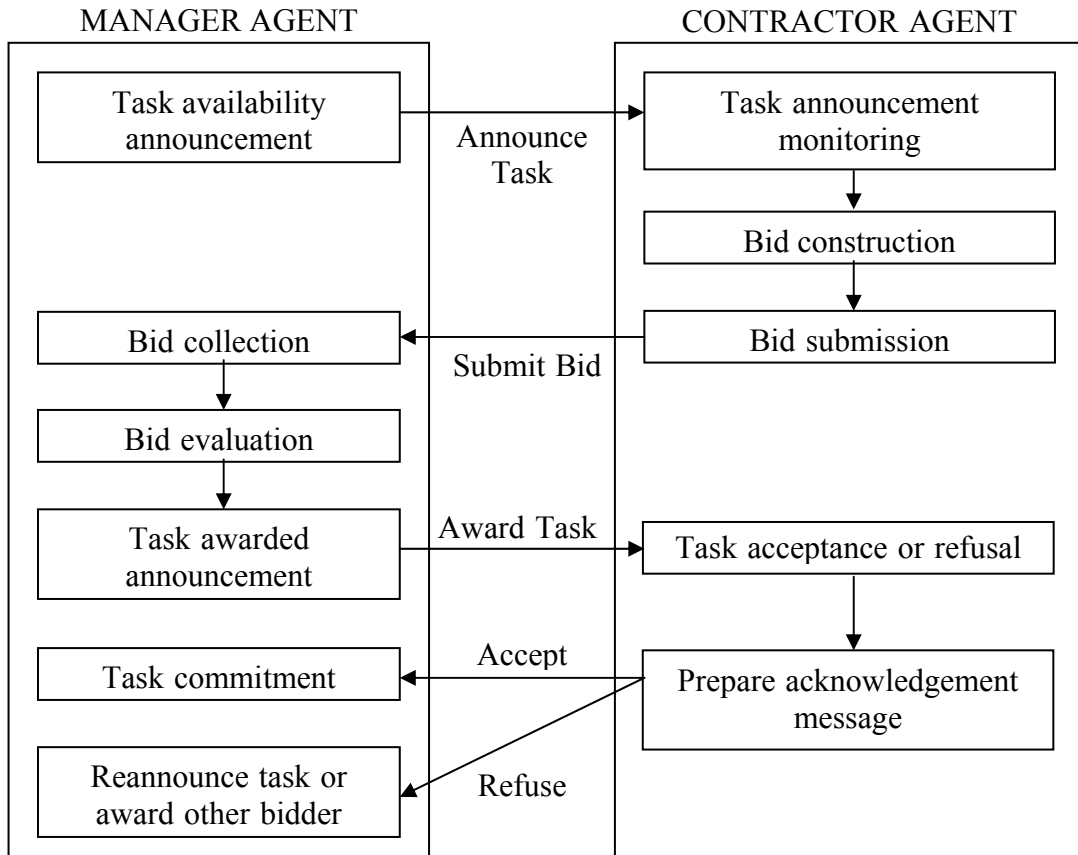 MANAGER AGENT
CONTRACTOR AGENT
Task availability
announcement
Announce
Task
Task announcement
monitoring
Bid construction
Bid collection
Submit Bid
Bid submission
Bid evaluation
Task awarded
announcement
Award Task
Task acceptance or refusal
Task commitment
Accept
Prepare acknowledgement
message
Reannounce task or
award other bidder
Refuse